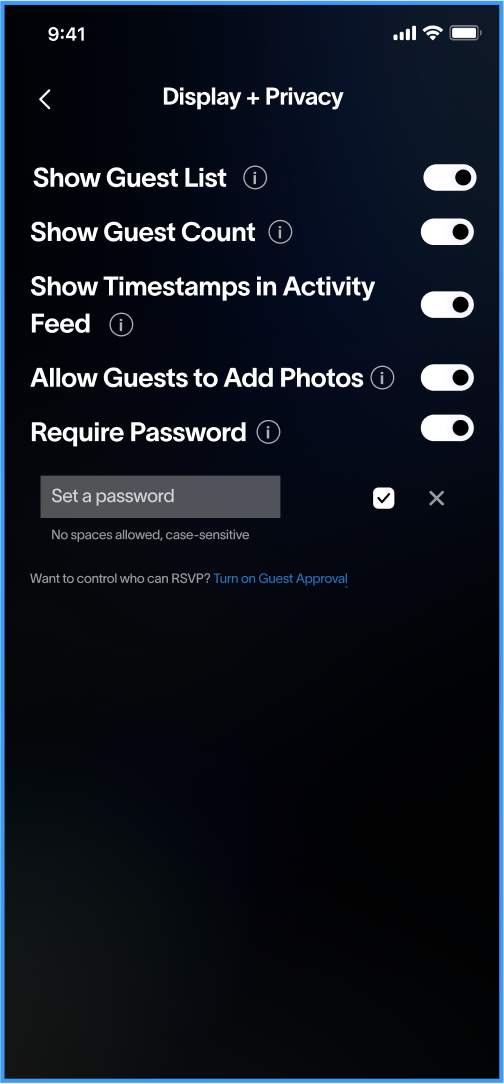 9:41
Display + Privacy
Show Guest List
Show Guest Count
Show Timestamps in Activity
Feed
Allow Guests to Add Photos
Require Password
Set a password
No spaces allowed, case-sensitive
Want to control who can RSVP? Turn on Guest Approval